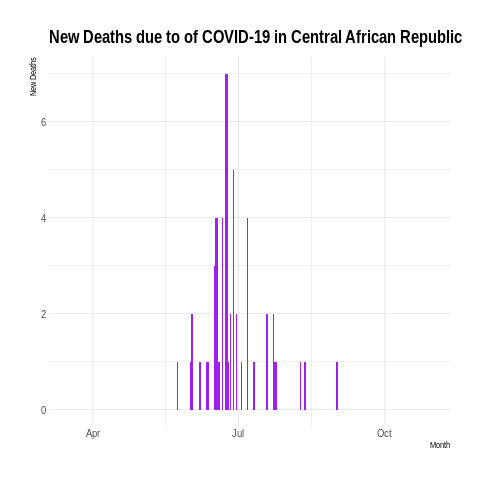 New Deaths due to of COVID-19 in Central African Republic
New Deaths
6
4
2
0
Apr
Jul
Oct
Month